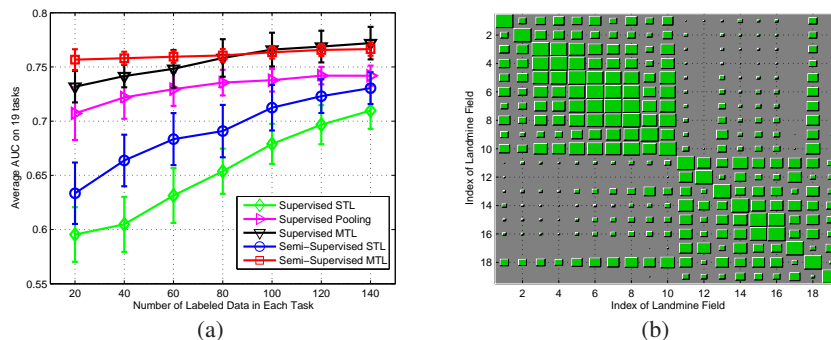 0.8
0.75
0.7
0.65
0.6
0.55
Average AUC on 19 tasks
20 40 60 80 100 120 140
Number of Labeled Data in Each Task
Supervised STL
Supervised Pooling
Supervised MTL
Semi-Supervised STL
Semi-Supervised MTL
(a)
2
4
6
8
10
12
14
16
18
Index of Landmine Field
2 4 6 8 10 12 14 16 18
Index of Landmine Field
(b)